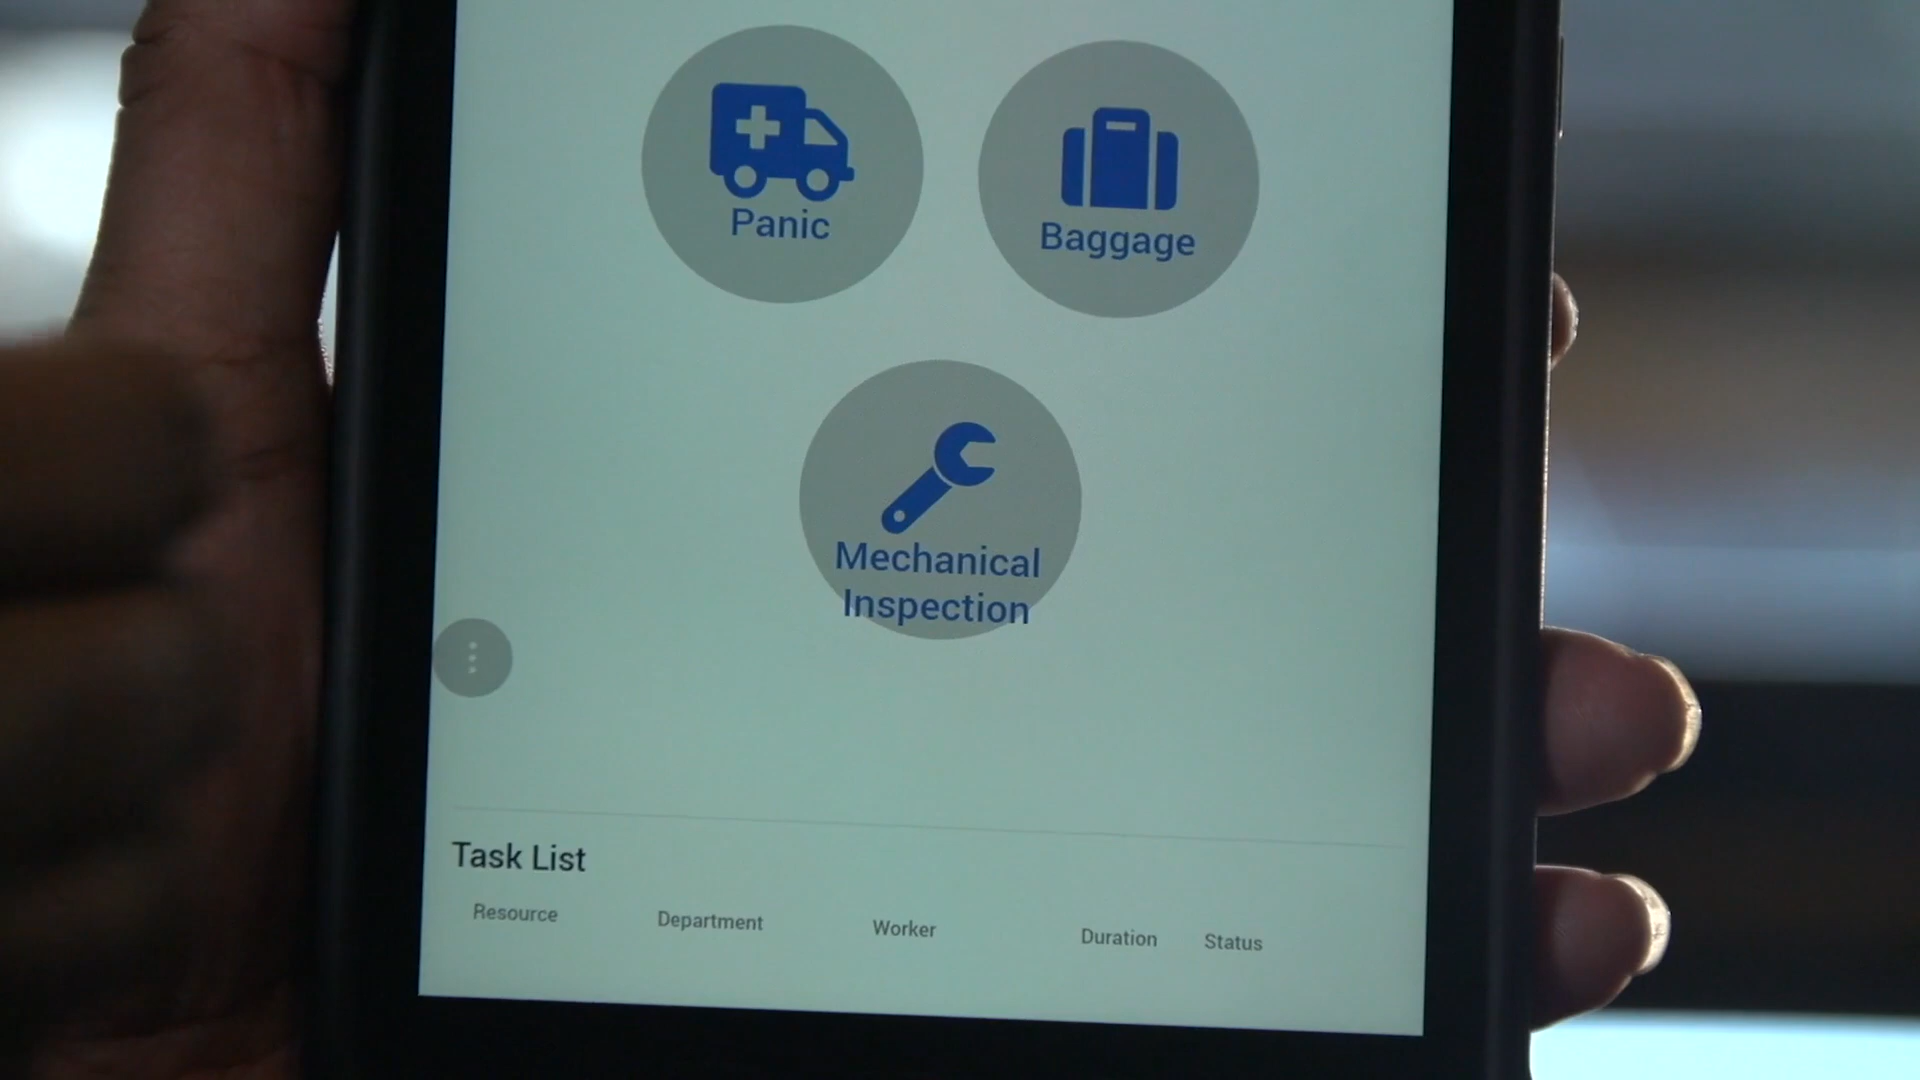 Panic
Baggage
Mechanical
Inspection
Task List
Resource Department Worker Duration Status